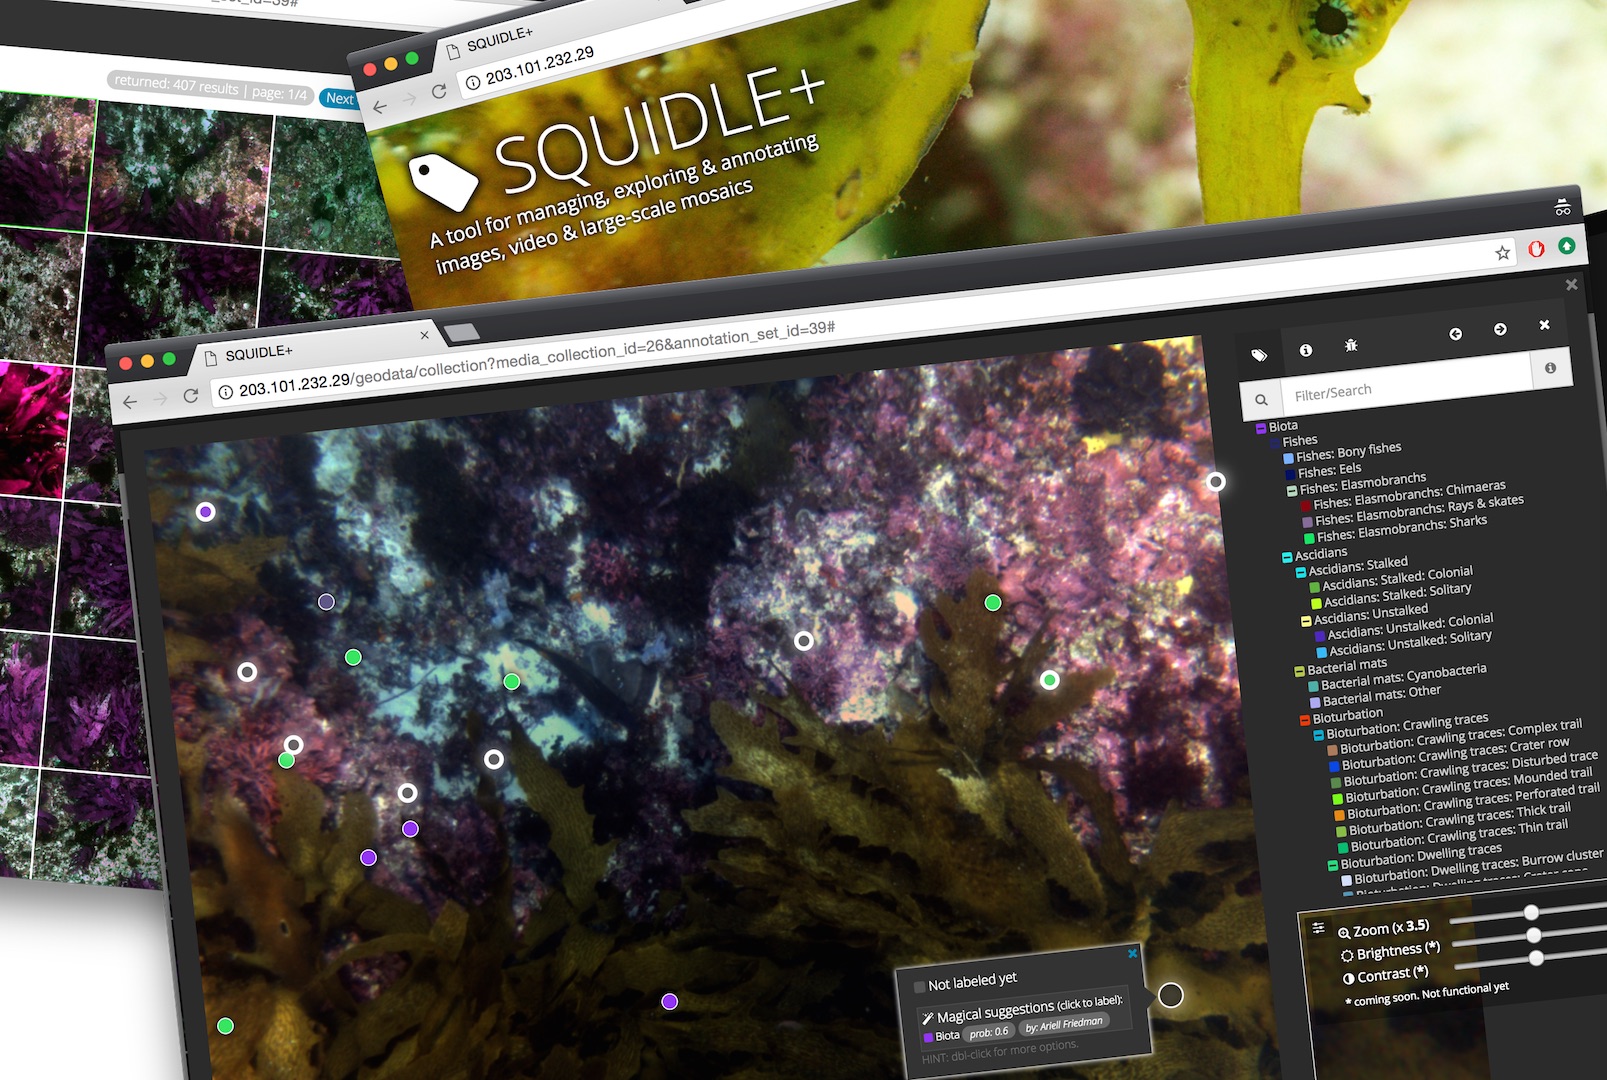 set_id=39#
returned: 407 results | page: 1/4
Next
SQUIDLE+
203.101.232.29
SQUIDLE+
A tool for managing, exploring & annotating
images, video & large-scale mosaics
SQUIDLE+
203.101.232.29/geodata/collection?media_collection_id=26&annotation_set_id=39#
Filter/Search
Biota
Fishes
Fishes: Bony fishes
Fishes: Eels
Fishes: Elasmobranchs
Fishes: Elasmobranchs: Chimaeras
Fishes: Elasmobranchs: Rays & skates
Fishes: Elasmobranchs: Sharks
Ascidians
Ascidians: Stalked
Ascidians: Stalked: Colonial
Ascidians: Stalked: Solitary
Ascidians: Unstalked
Ascidians: Unstalked: Colonial
Ascidians: Unstalked: Solitary
Bacterial mats
Bacterial mats: Cyanobacteria
Bacterial mats: Other
Bioturbation
Bioturbation: Crawling traces
Bioturbation: Crawling traces: Complex trail
Bioturbation: Crawling traces: Crater row
Bioturbation: Crawling traces: Disturbed trace
Bioturbation: Crawling traces: Mounded trail
Bioturbation: Crawling traces: Perforated trail
Bioturbation: Crawling traces: Thick trail
Bioturbation: Crawling traces: Thin trail
Bioturbation: Dwelling traces
Bioturbation: Dwelling traces: Burrow cluster
Bioturbation: Dwelling traces: Crater cone
Zoom (x 3.5)
Brightness (*)
Contrast (*)
* coming soon. Not functional yet
Not labeled yet
Magical suggestions (click to label):
Biota prob: 0.6 by: Ariell Friedman
HINT: dbl-click for more options.